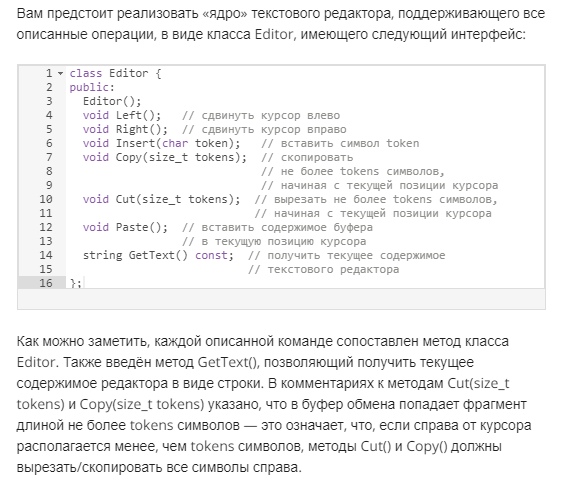 Вам предстоит реализовать «ядро» текстового редактора, поддерживающего все
описанные операции, в виде класса Editor, имеющего следующий интерфейс:
1 class Editor {
2 public:
3   Editor();
4   void Left();   // сдвинуть курсор влево
5   void Right();  // сдвинуть курсор вправо
6   void Insert(char token);   // вставить символ token
7   void Copy(size_t tokens);  // скопировать
8                              // не более tokens символов,
9                              // начиная с текущей позиции курсора
10   void Cut(size_t tokens);  // вырезать не более tokens символов,
11                             // начиная с текущей позиции курсора
12   void Paste();  // вставить содержимое буфера
13                  // в текущую позицию курсора
14   string GetText() const;  // получить текущее содержимое
15                            // текстового редактора
16 };
Как можно заметить, каждой описанной команде сопоставлен метод класса
Editor. Также введён метод GetText(), позволяющий получить текущее
содержимое редактора в виде строки. В комментариях к методам Cut(size_t
tokens) и Copy(size_t tokens) указано, что в буфер обмена попадает фрагмент
длиной не более tokens символов — это означает, что, если справа от курсора
располагается менее, чем tokens символов, методы Cut() и Copy() должны
вырезать/скопировать все символы справа.